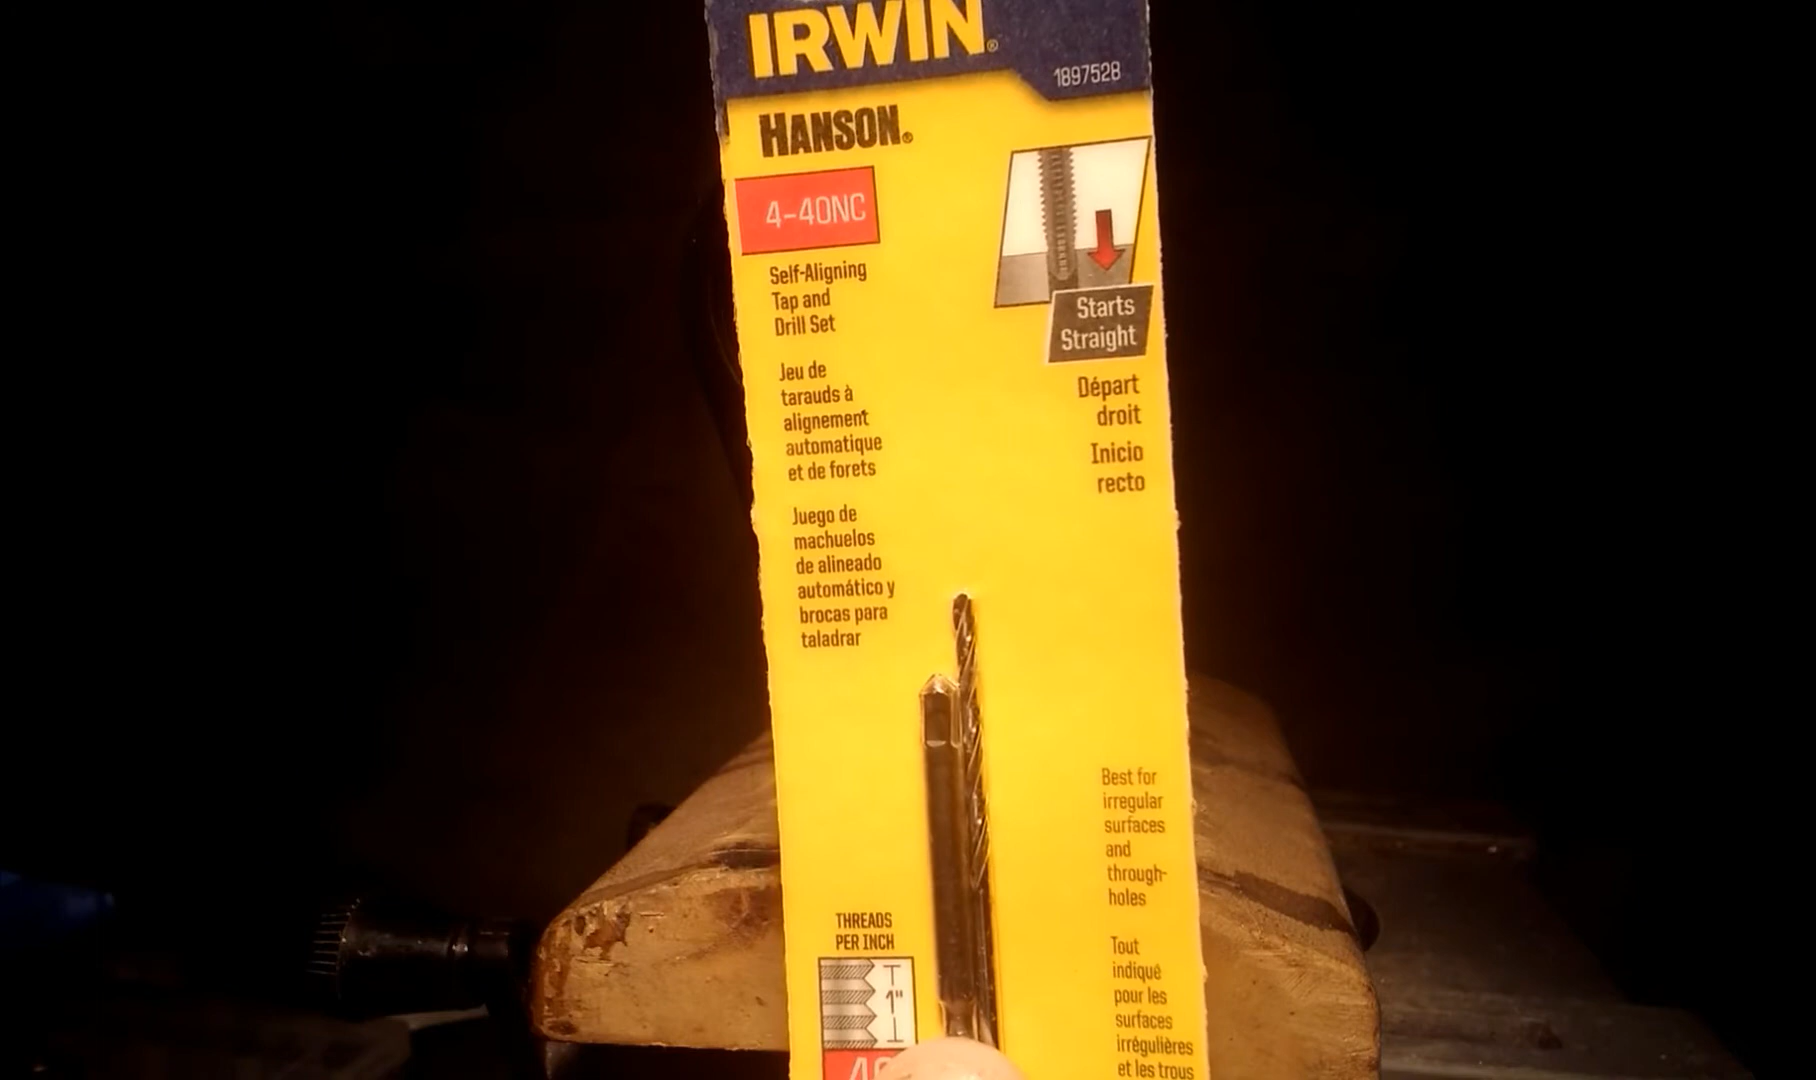 IRWIN®
1897528
HANSON®
4-40NC
Self-Aligning
Tap and
Drill Set
Jeu de
tarauds à
alignement
automatique
et de forets
Juego de
machuelos
de alineado
automático y
brocas para
taladrar
Starts
Straight
Départ
droit
Inicio
recto
Best for
irregular
surfaces
and
through-
holes
Tout
indiqué
pour les
surfaces
irrégulières
et les trous
THREADS
PER INCH
1"
40